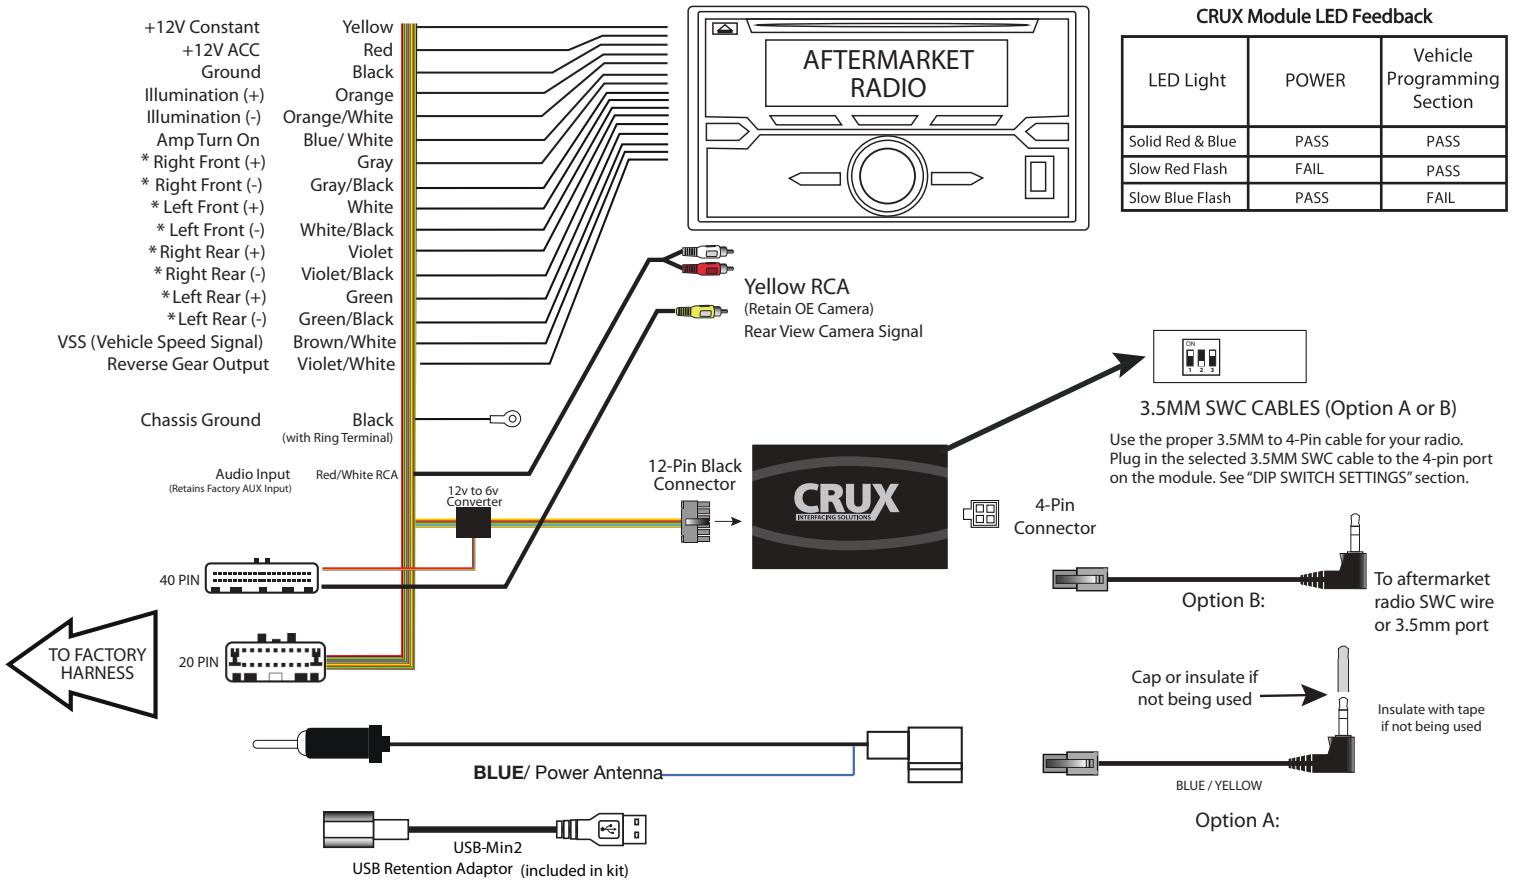 +12V Constant Yellow
+12V ACC Red
Ground Black
Illumination (+) Orange
Illumination (-) Orange/White
Amp Turn On Blue/ White
* Right Front (+) Gray
* Right Front (-) Gray/Black
* Left Front (+) White
* Left Front (-) White/Black
* Right Rear (+) Violet
* Right Rear (-) Violet/Black
* Left Rear (+) Green
* Left Rear (-) Green/Black
VSS (Vehicle Speed Signal) Brown/White
Reverse Gear Output Violet/White
Chassis Ground Black
(with Ring Terminal)
Audio Input Red/White RCA
(Retains Factory AUX Input)
AFTERMARKET
RADIO
CRUX Module LED Feedback
LED Light POWER Vehicle
Programming
Section
Solid Red & Blue PASS PASS
Slow Red Flash FAIL PASS
Slow Blue Flash PASS FAIL
Yellow RCA
(Retain OE Camera)
Rear View Camera Signal
ON
1 2 3
3.5MM SWC CABLES (Option A or B)
Use the proper 3.5MM to 4-Pin cable for your radio.
Plug in the selected 3.5MM SWC cable to the 4-pin port
on the module. See “DIP SWITCH SETTINGS” section.
12-Pin Black
Connector
12v to 6v
Converter
CRUX
INTERFACING SOLUTIONS
4-Pin
Connector
40 PIN
20 PIN
TO FACTORY
HARNESS
Option B:
To aftermarket
radio SWC wire
or 3.5mm port
Cap or insulate if
not being used
Insulate with tape
if not being used
BLUE / YELLOW
Option A:
BLUE/ Power Antenna
USB-Min2
USB Retention Adaptor (included in kit)